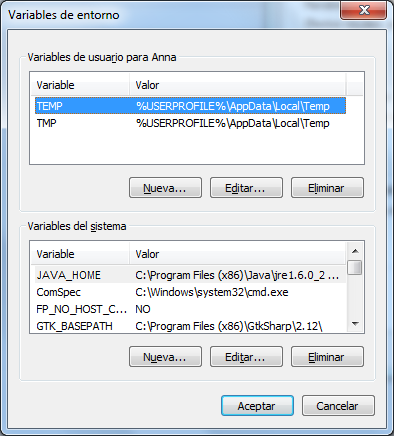 Variables de entorno
Variables de usuario para Anna
Variable Valor
TEMP %USERPROFILE%\AppData\Local\Temp
TMP %USERPROFILE%\AppData\Local\Temp
Nueva... Editar... Eliminar
Variables del sistema
Variable Valor
JAVA_HOME C:\Program Files (x86)\Java\jre1.6.0_2 ...
ComSpec C:\Windows\system32\cmd.exe
FP_NO_HOST_C... NO
GTK_BASEPATH C:\Program Files (x86)\GtkSharp\2.12\
Nueva... Editar... Eliminar
Aceptar Cancelar